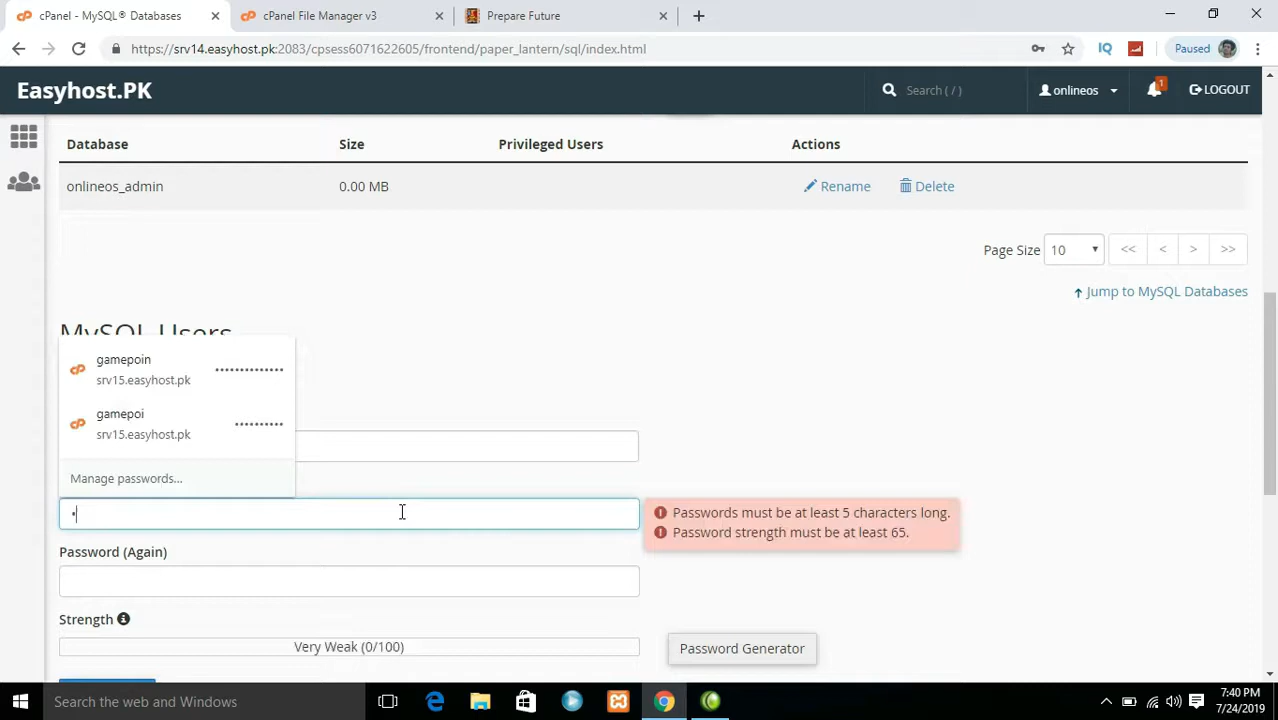 cPanel - MySQL® Databases
cPanel File Manager v3
Prepare Future
https://srv14.easyhost.pk:2083/cpsess6071622605/frontend/paper_lantern/sql/index.html
IQ
Paused
Easyhost.PK
Search ( / )
onlineos
1
LOGOUT
Database Size Privileged Users Actions
onlineos_admin 0.00 MB Rename Delete
Page Size 10 << < > >>
Jump to MySQL Databases
MySQL Users
gamepoin
srv15.easyhost.pk
gamepoi
srv15.easyhost.pk
Manage passwords...
Passwords must be at least 5 characters long.
Password strength must be at least 65.
Password (Again)
Strength
Very Weak (0/100)
Password Generator
Search the web and Windows
7:40 PM
7/24/2019